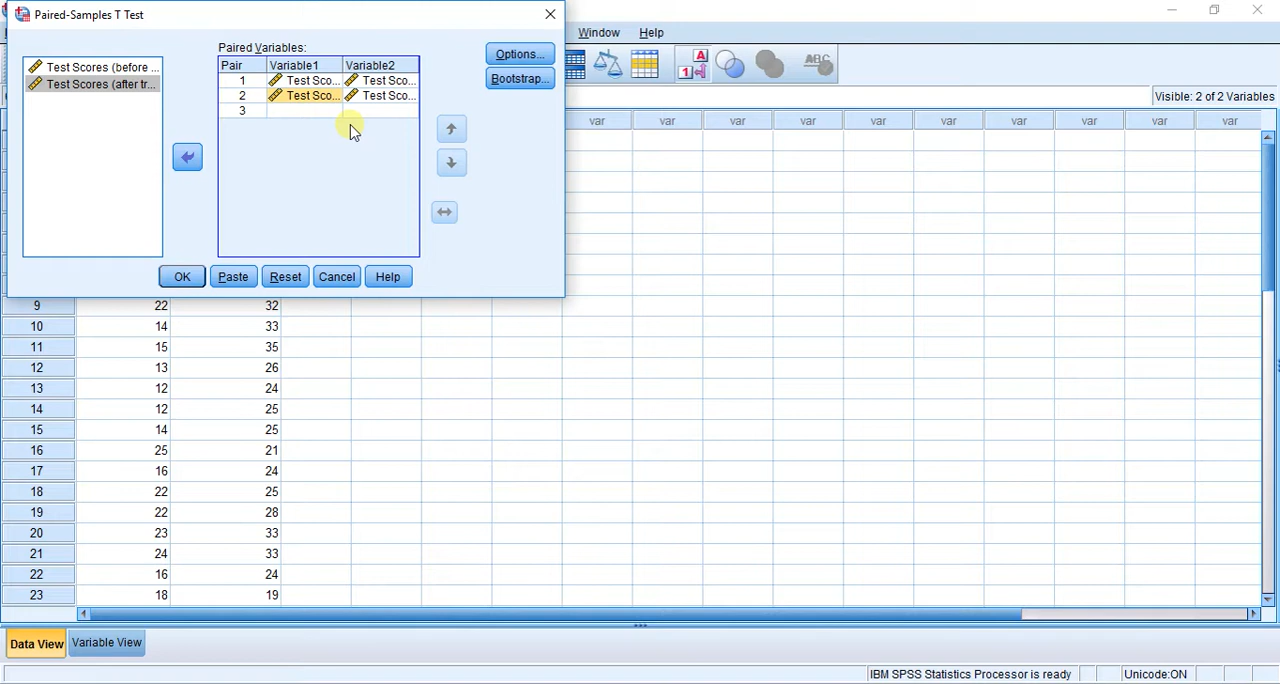 Paired-Samples T Test
Window Help
Paired Variables:
Pair Variable1 Variable2
Test Scores (before ...
Test Scores (after tr...
1 Test Sco... Test Sco...
2 Test Sco... Test Sco...
3
Options...
Bootstrap...
OK Paste Reset Cancel Help
A
1
ABC
Visible: 2 of 2 Variables
var var var var var var var var var var
9 22 32
10 14 33
11 15 35
12 13 26
13 12 24
14 12 25
15 14 25
16 25 21
17 16 24
18 22 25
19 22 28
20 23 33
21 24 33
22 16 24
23 18 19
Data View Variable View
IBM SPSS Statistics Processor is ready Unicode:ON